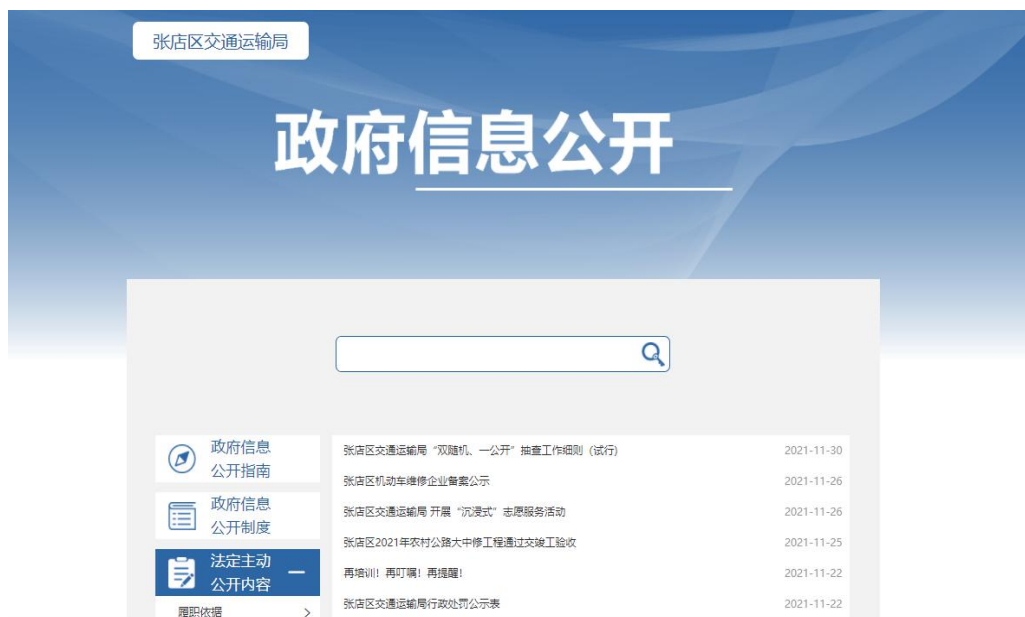 张店区交通运输局
政府信息公开
政府信息
公开指南
政府信息
公开制度
法定主动
公开内容
履职依据
张店区交通运输局“双随机、一公开”抽查工作细则（试行） 2021-11-30
张店区机动车维修企业备案公示 2021-11-26
张店区交通运输局 开展“沉浸式”志愿服务活动 2021-11-26
张店区2021年农村公路大中修工程通过交竣工验收 2021-11-25
再培训！再叮嘱！再提醒！ 2021-11-22
张店区交通运输局行政处罚公示表 2021-11-22